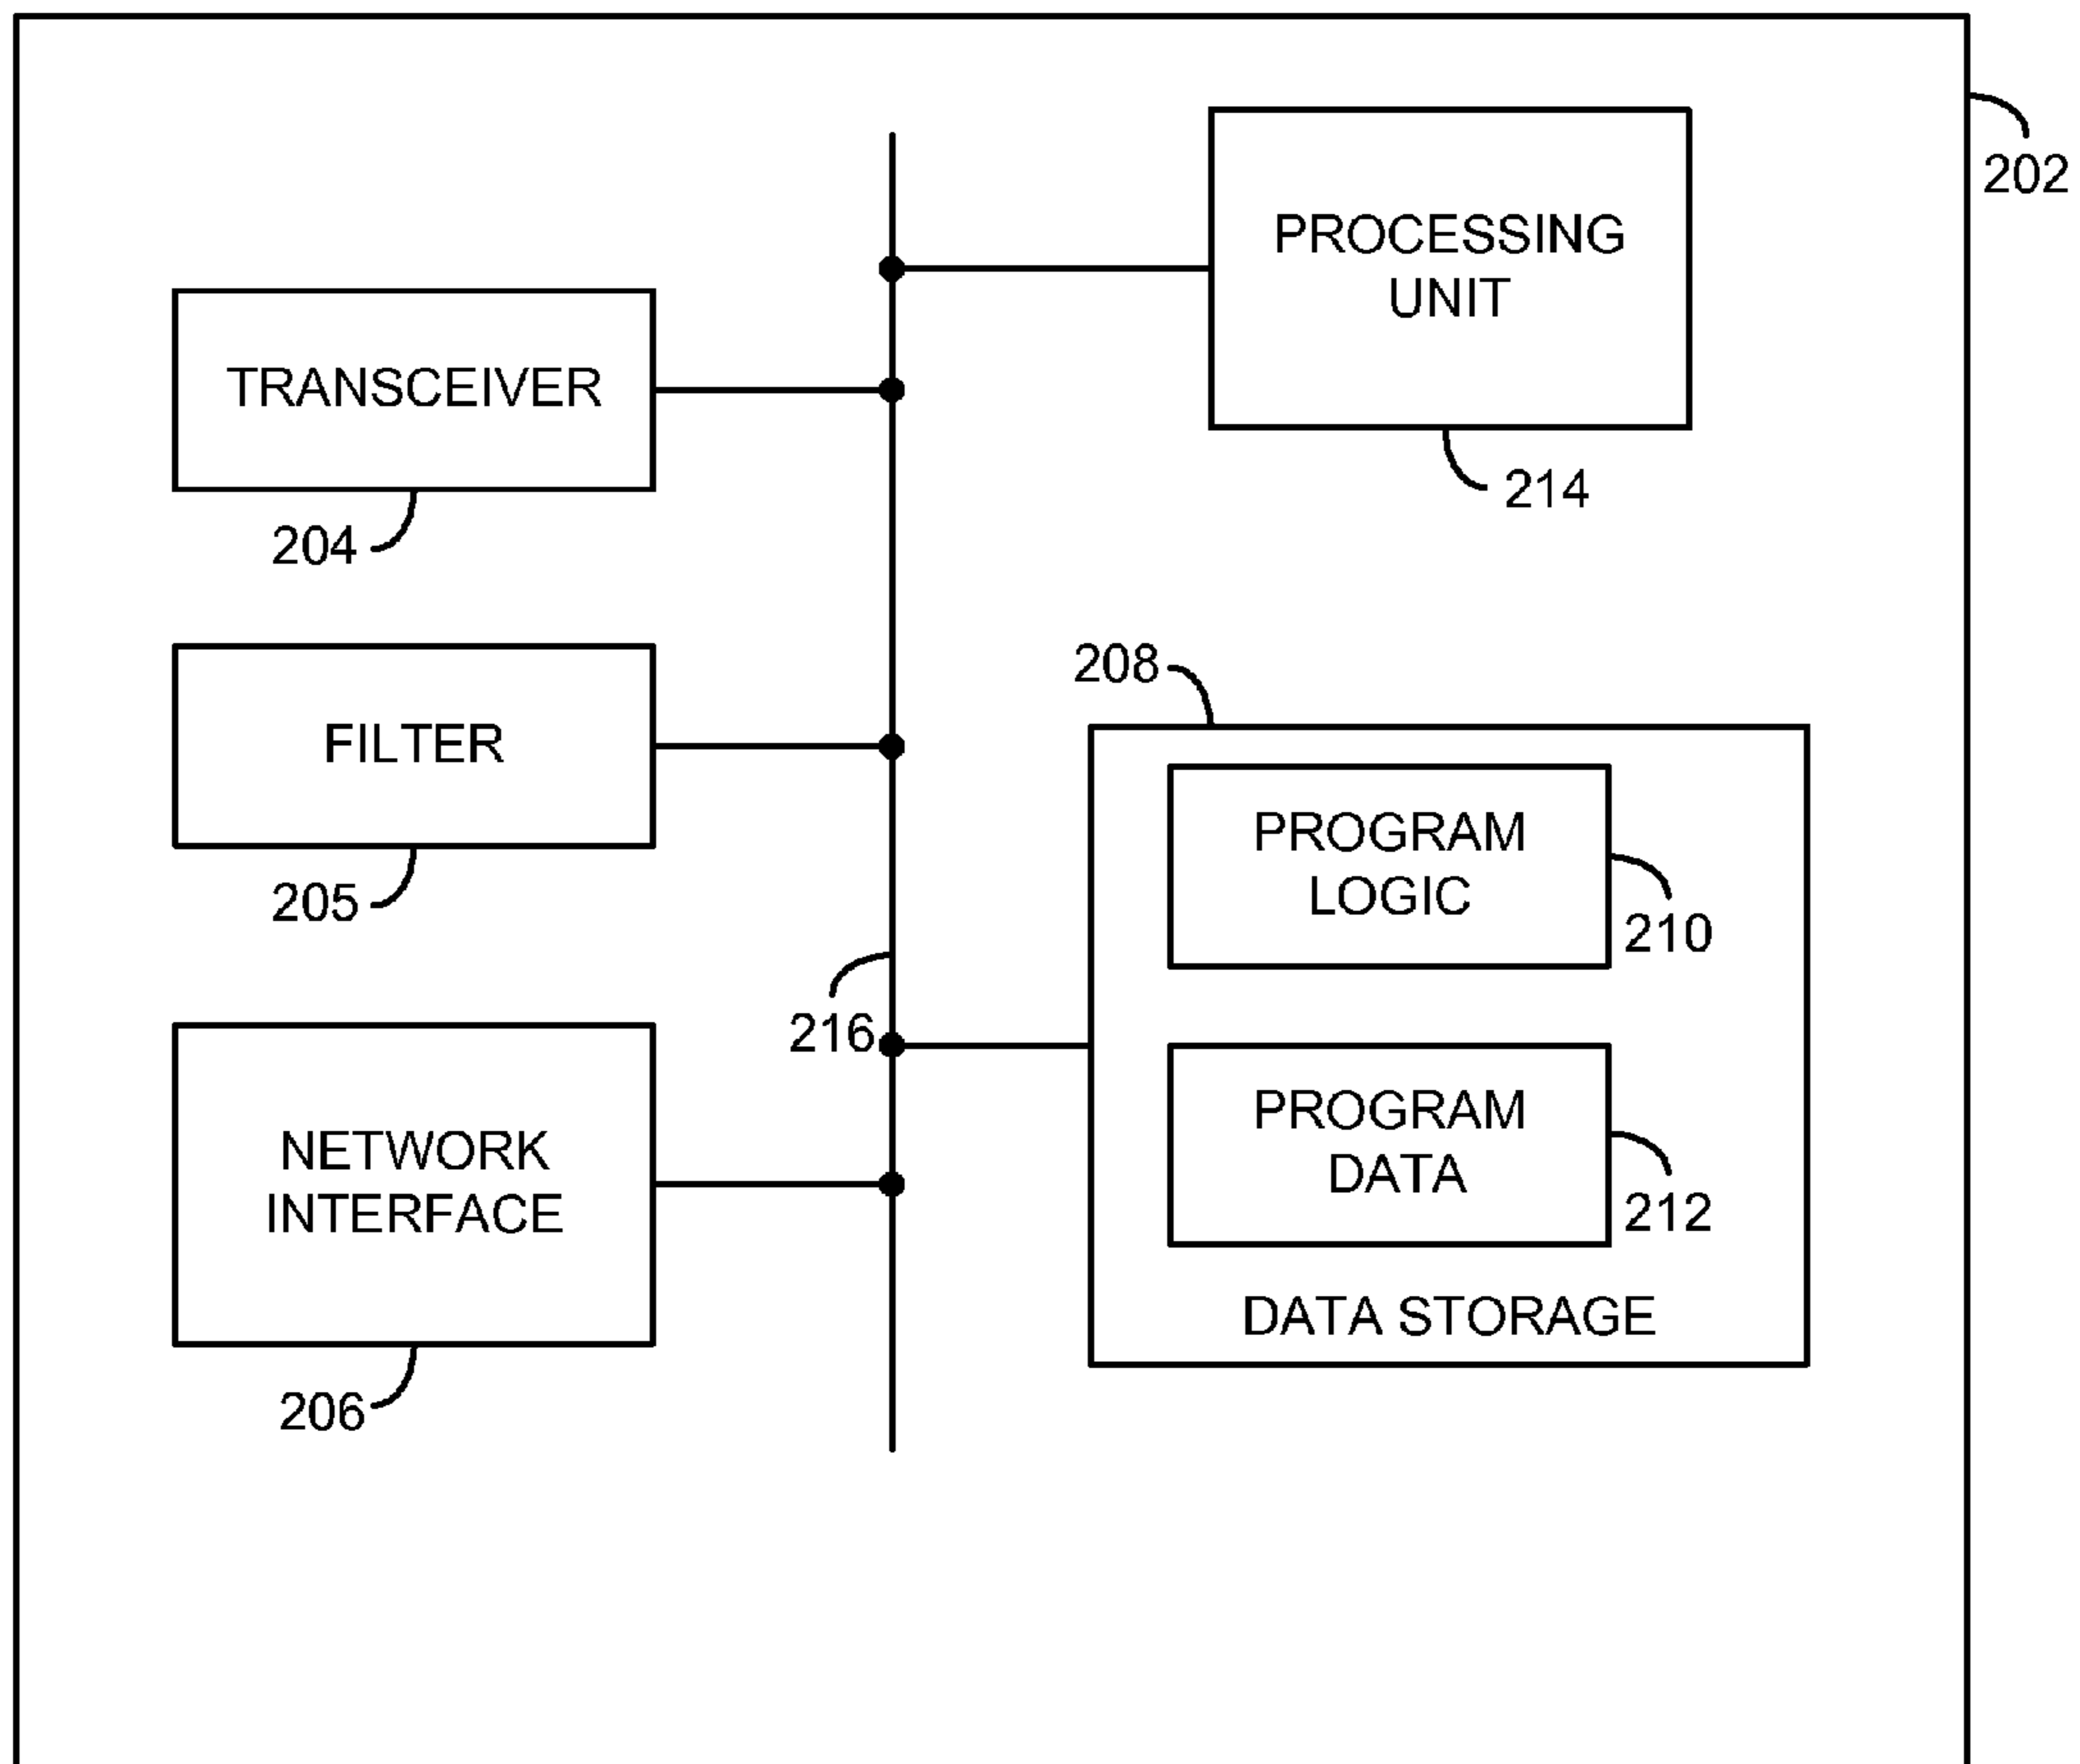 202
PROCESSING
UNIT
214
TRANSCEIVER
204
FILTER
205
216
NETWORK
INTERFACE
206
208
PROGRAM
LOGIC
210
PROGRAM
DATA
212
DATA STORAGE